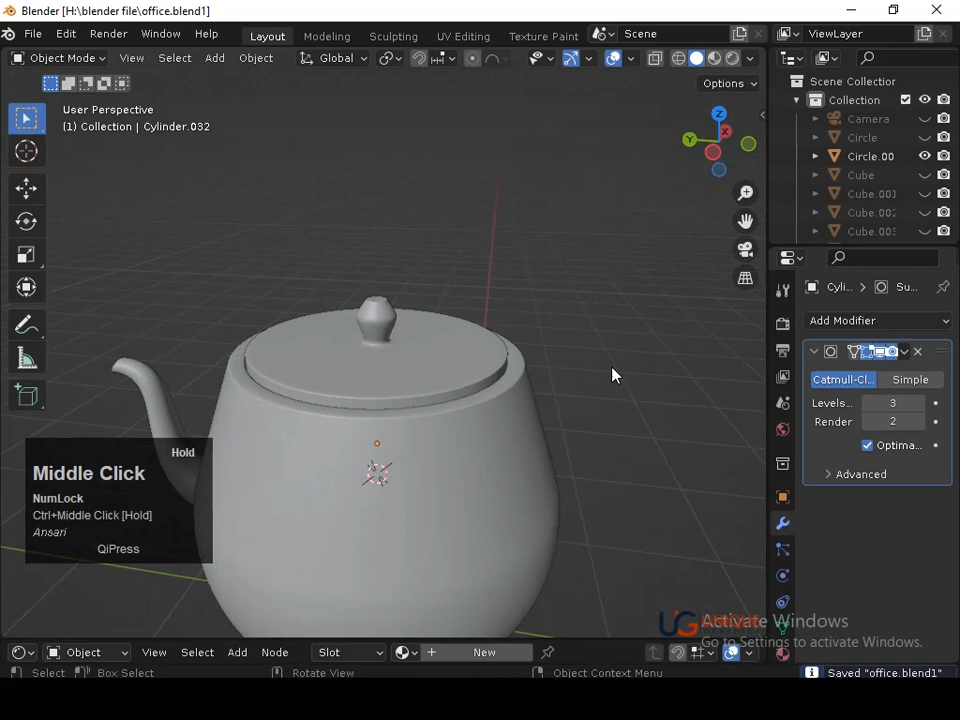 Blender [H:\blender file\office.blend1]
File Edit Render Window Help Layout Modeling Sculpting UV Editing Texture Paint Scene ViewLayer
Object Mode View Select Add Object Global
Options
User Perspective
(1) Collection | Cylinder.032
Z
X
Y
Scene Collection
Collection
Camera
Circle
Circle.00
Cube
Cube.001
Cube.002
Cube.003
Cyli... > Su...
Add Modifier
Catmull-Cl... Simple
Levels... 3
Render 2
Optima...
Advanced
Hold
Middle Click
NumLock
Ctrl+Middle Click [Hold]
Ansari
QiPress
UG
Activate Windows
Go to Settings to activate Windows.
Object View Select Add Node Slot New
Select Box Select Rotate View Object Context Menu Saved "office.blend1"